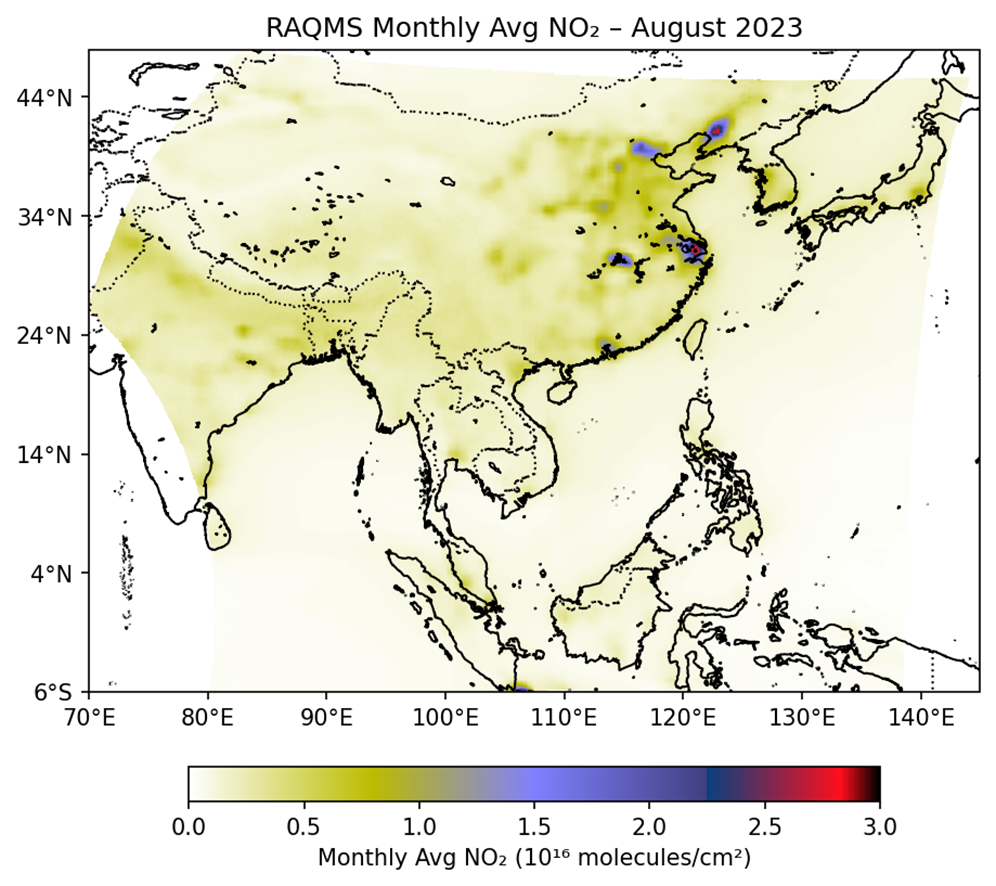 RAQMS Monthly Avg NO₂ – August 2023
44°N
34°N
24°N
14°N
4°N
6°S
70°E 80°E 90°E 100°E 110°E 120°E 130°E 140°E
0.0 0.5 1.0 1.5 2.0 2.5 3.0
Monthly Avg NO₂ (10¹⁶ molecules/cm²)